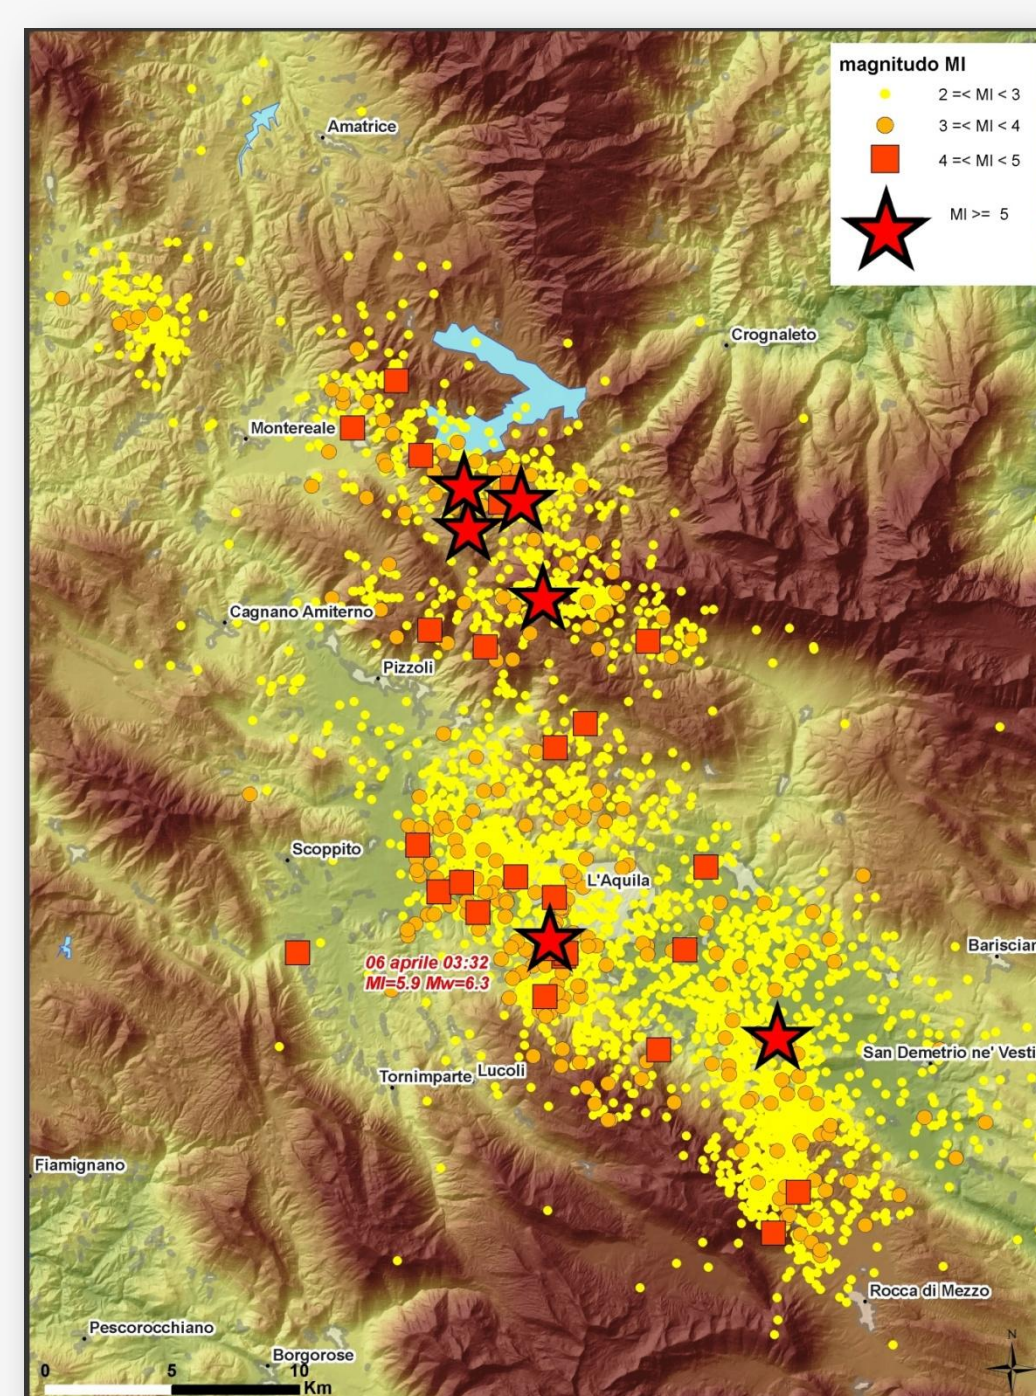 magnitudo Ml
2 =< Ml < 3
3 =< Ml < 4
4 =< Ml < 5
Ml >= 5
Amatrice
Crognaleto
Montereale
Cagnano Amiterno
Pizzoli
Scoppito
L'Aquila
Bariscian
06 aprile 03:32
Ml=5.9 Mw=6.3
San Demetrio ne' Vesti
Tornimparte
Lucoli
Fiamignano
Rocca di Mezzo
Pescorocchiano
Borgorose
N
0 5 10
Km